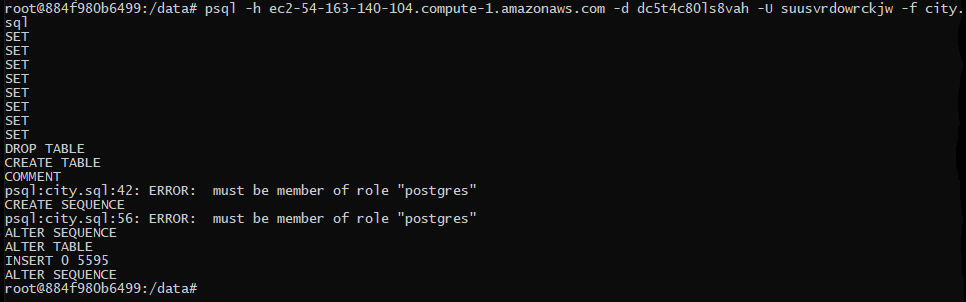 root@884f980b6499:/data# psql -h ec2-54-163-140-104.compute-1.amazonaws.com -d dc5t4c80ls8vah -U suusvrdowrckjw -f city.
sql
SET
SET
SET
SET
SET
SET
SET
SET
DROP TABLE
CREATE TABLE
COMMENT
psql:city.sql:42: ERROR:  must be member of role "postgres"
CREATE SEQUENCE
psql:city.sql:56: ERROR:  must be member of role "postgres"
ALTER SEQUENCE
ALTER TABLE
INSERT 0 5595
ALTER SEQUENCE
root@884f980b6499:/data#